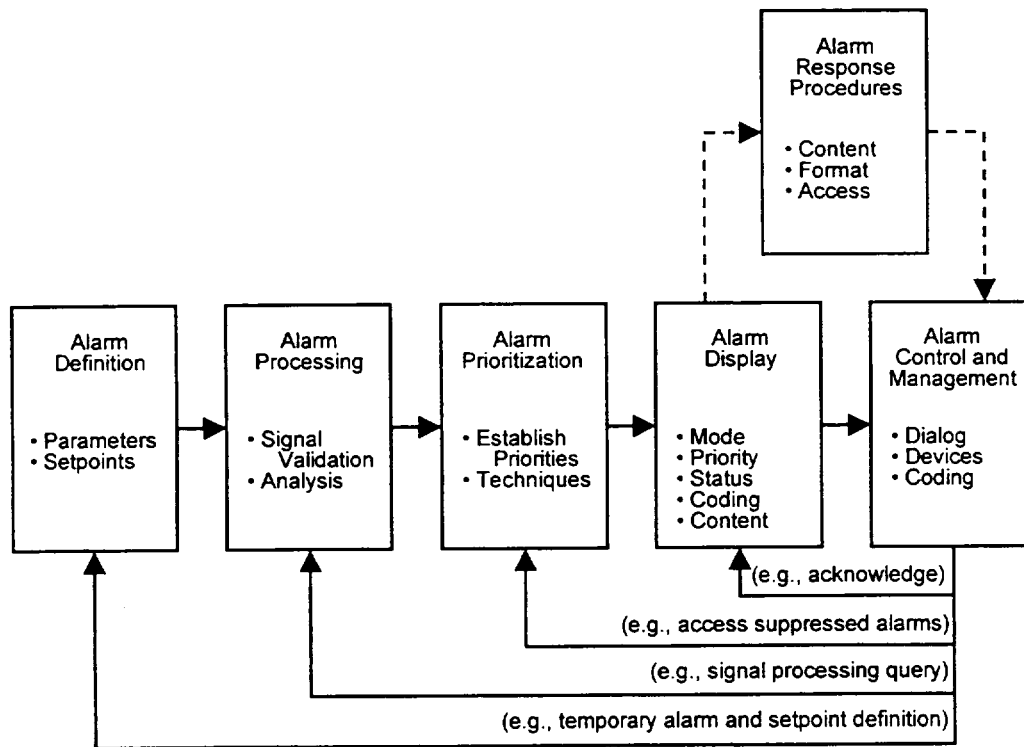 Alarm
Response
Procedures
• Content
• Format
• Access
Alarm
Definition
• Parameters
• Setpoints
Alarm
Processing
• Signal
Validation
• Analysis
Alarm
Prioritization
• Establish
Priorities
• Techniques
Alarm
Display
• Mode
• Priority
• Status
• Coding
• Content
Alarm
Control and
Management
• Dialog
• Devices
• Coding
(e.g., acknowledge)
(e.g., access suppressed alarms)
(e.g., signal processing query)
(e.g., temporary alarm and setpoint definition)